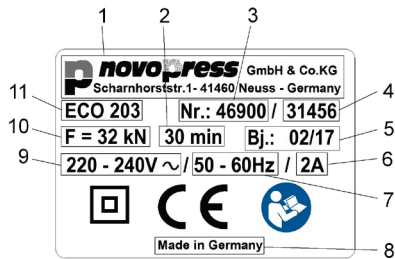 1 2 3
novopress GmbH & Co.KG
Scharnhorststr.1- 41460 Neuss - Germany
11 ECO 203 Nr.: 46900 / 31456 4
10 F = 32 kN 30 min Bj.: 02/17 5
9 220 - 240V ~ / 50 - 60Hz / 2A 6
7
CE
Made in Germany 8